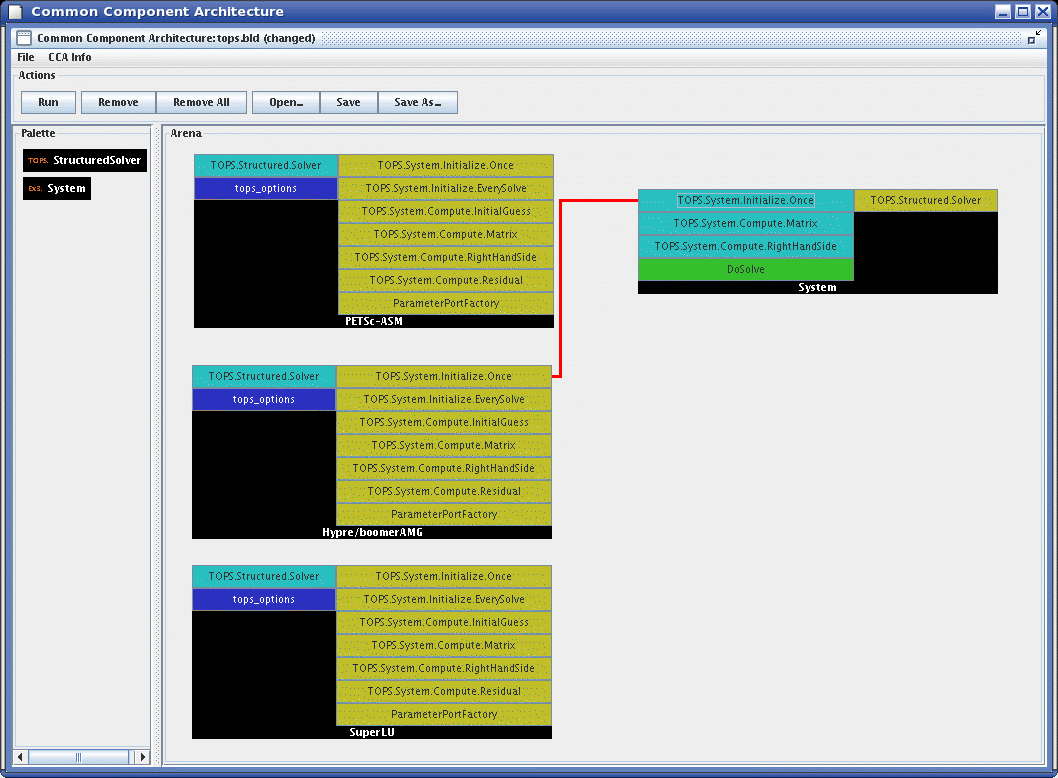 Common Component Architecture
Common Component Architecture: tops.bld (changed)
File CCA Info
Actions
Run Remove Remove All Open... Save Save As...
Palette
TOPS. StructuredSolver
Ex3. System
Arena
TOPS.Structured.Solver TOPS.System.Initialize.Once
tops_options TOPS.System.Initialize.EverySolve
TOPS.System.Compute.InitialGuess
TOPS.System.Compute.Matrix
TOPS.System.Compute.RightHandSide
TOPS.System.Compute.Residual
ParameterPortFactory
PETSc-ASM
TOPS.System.Initialize.Once TOPS.Structured.Solver
TOPS.System.Compute.Matrix
TOPS.System.Compute.RightHandSide
DoSolve
System
TOPS.Structured.Solver TOPS.System.Initialize.Once
tops_options TOPS.System.Initialize.EverySolve
TOPS.System.Compute.InitialGuess
TOPS.System.Compute.Matrix
TOPS.System.Compute.RightHandSide
TOPS.System.Compute.Residual
ParameterPortFactory
Hypre/boomerAMG
TOPS.Structured.Solver TOPS.System.Initialize.Once
tops_options TOPS.System.Initialize.EverySolve
TOPS.System.Compute.InitialGuess
TOPS.System.Compute.Matrix
TOPS.System.Compute.RightHandSide
TOPS.System.Compute.Residual
ParameterPortFactory
SuperLU